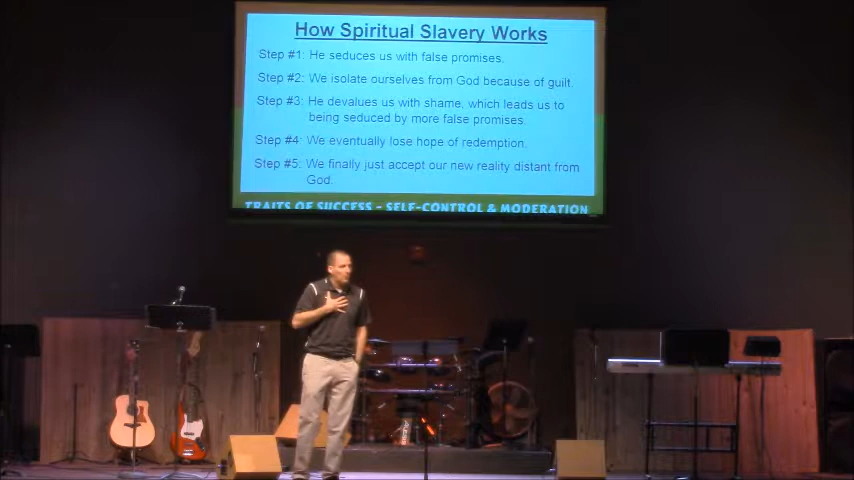 How Spiritual Slavery Works
Step #1: He seduces us with false promises.
Step #2: We isolate ourselves from God because of guilt.
Step #3: He devalues us with shame, which leads us to
being seduced by more false promises.
Step #4: We eventually lose hope of redemption.
Step #5: We finally just accept our new reality distant from
God.
TRAITS OF SUCCESS - SELF-CONTROL & MODERATION